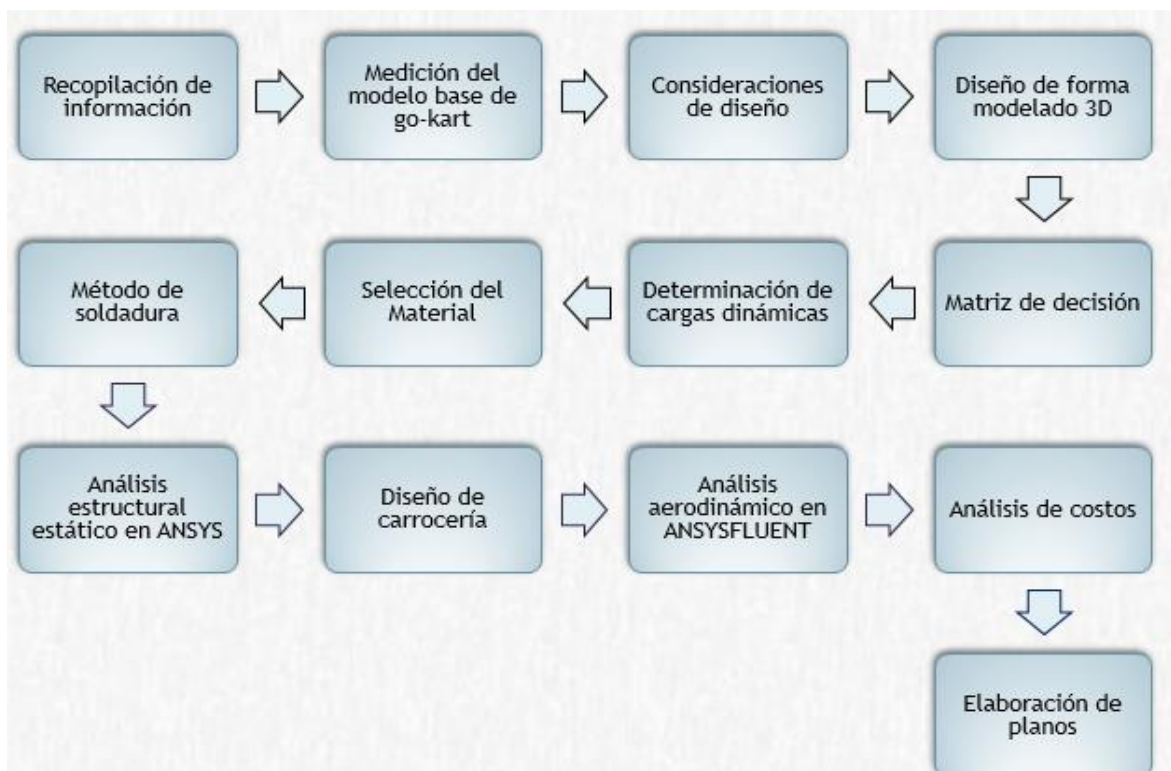 Recopilación de
información
Medición del
modelo base de
go-kart
Consideraciones
de diseño
Diseño de forma
modelado 3D
Matriz de decisión
Determinación de
cargas dinámicas
Selección del
Material
Método de
soldadura
Análisis
estructural
estático en ANSYS
Diseño de
carrocería
Análisis
aerodinámico en
ANSYSFLUENT
Análisis de costos
Elaboración de
planos